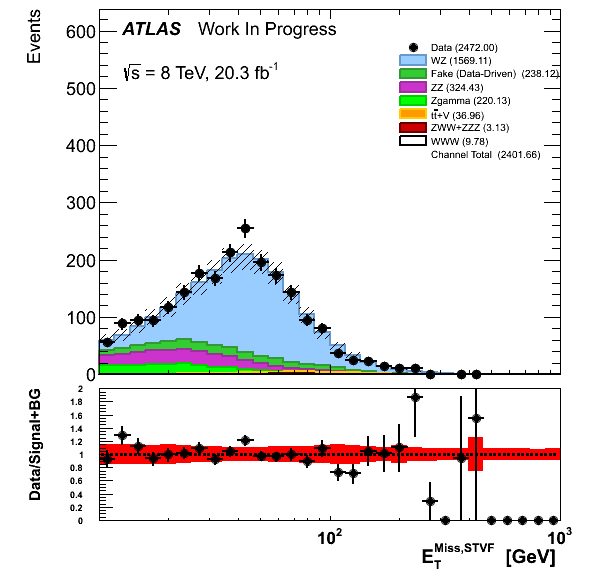 Events
600
500
400
300
200
100
0
ATLAS Work In Progress
√s = 8 TeV, 20.3 fb⁻¹
Data (2472.00)
WZ (1569.11)
Fake (Data-Driven) (238.12)
ZZ (324.43)
Zgamma (220.13)
tt̄+V (36.96)
ZWW+ZZZ (3.13)
WWW (9.78)
Channel Total (2401.66)
Data/Signal+BG
2
1.8
1.6
1.4
1.2
1
0.8
0.6
0.4
0.2
0
10²
10³
E_T^Miss,STVF [GeV]